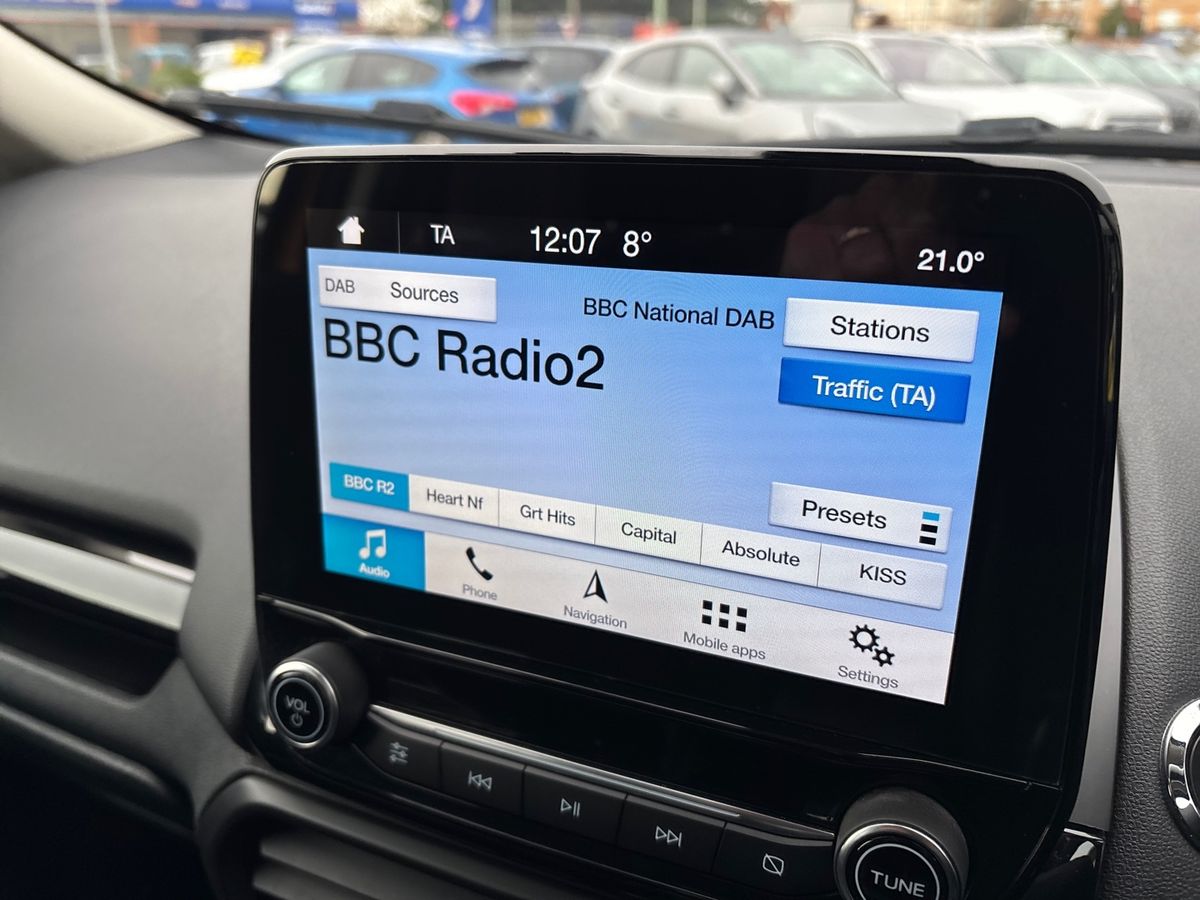 TA 12:07 8° 21.0°
DAB Sources
BBC National DAB
Stations
BBC Radio2
Traffic (TA)
Presets
BBC R2 Heart Nf Grt Hits Capital Absolute KISS
Audio Phone Navigation Mobile apps Settings
VOL
TUNE